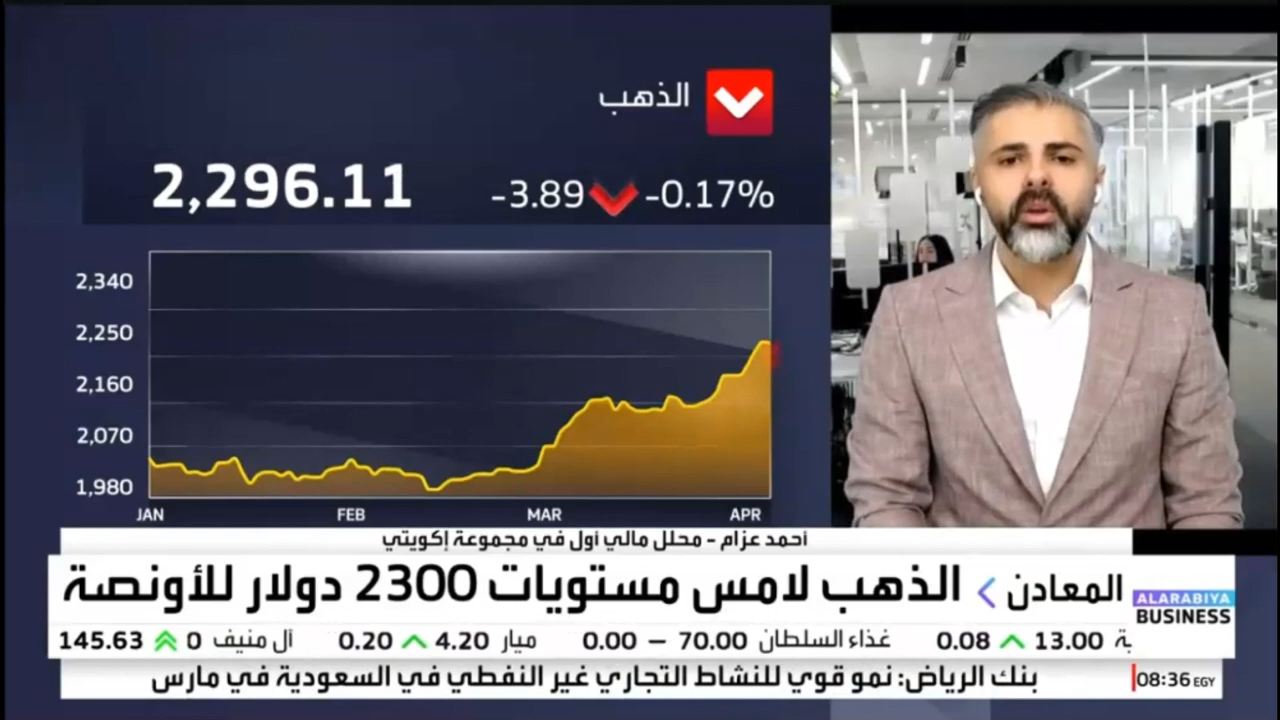 الذهب
2,296.11 -3.89 -0.17%
2,340
2,250
2,160
2,070
1,980
JAN FEB MAR APR
أحمد عزام - محلل مالي أول في مجموعة إكويتي
المعادن > الذهب لامس مستويات 2300 دولار للأونصة
ALARABIYA
BUSINESS
ية 13.00 0.08 غذاء السلطان 70.00 – 0.00 ميار 4.20 0.20 آل منيف 0 145.63
بنك الرياض: نمو قوي للنشاط التجاري غير النفطي في السعودية في مارس
08:36 EGY